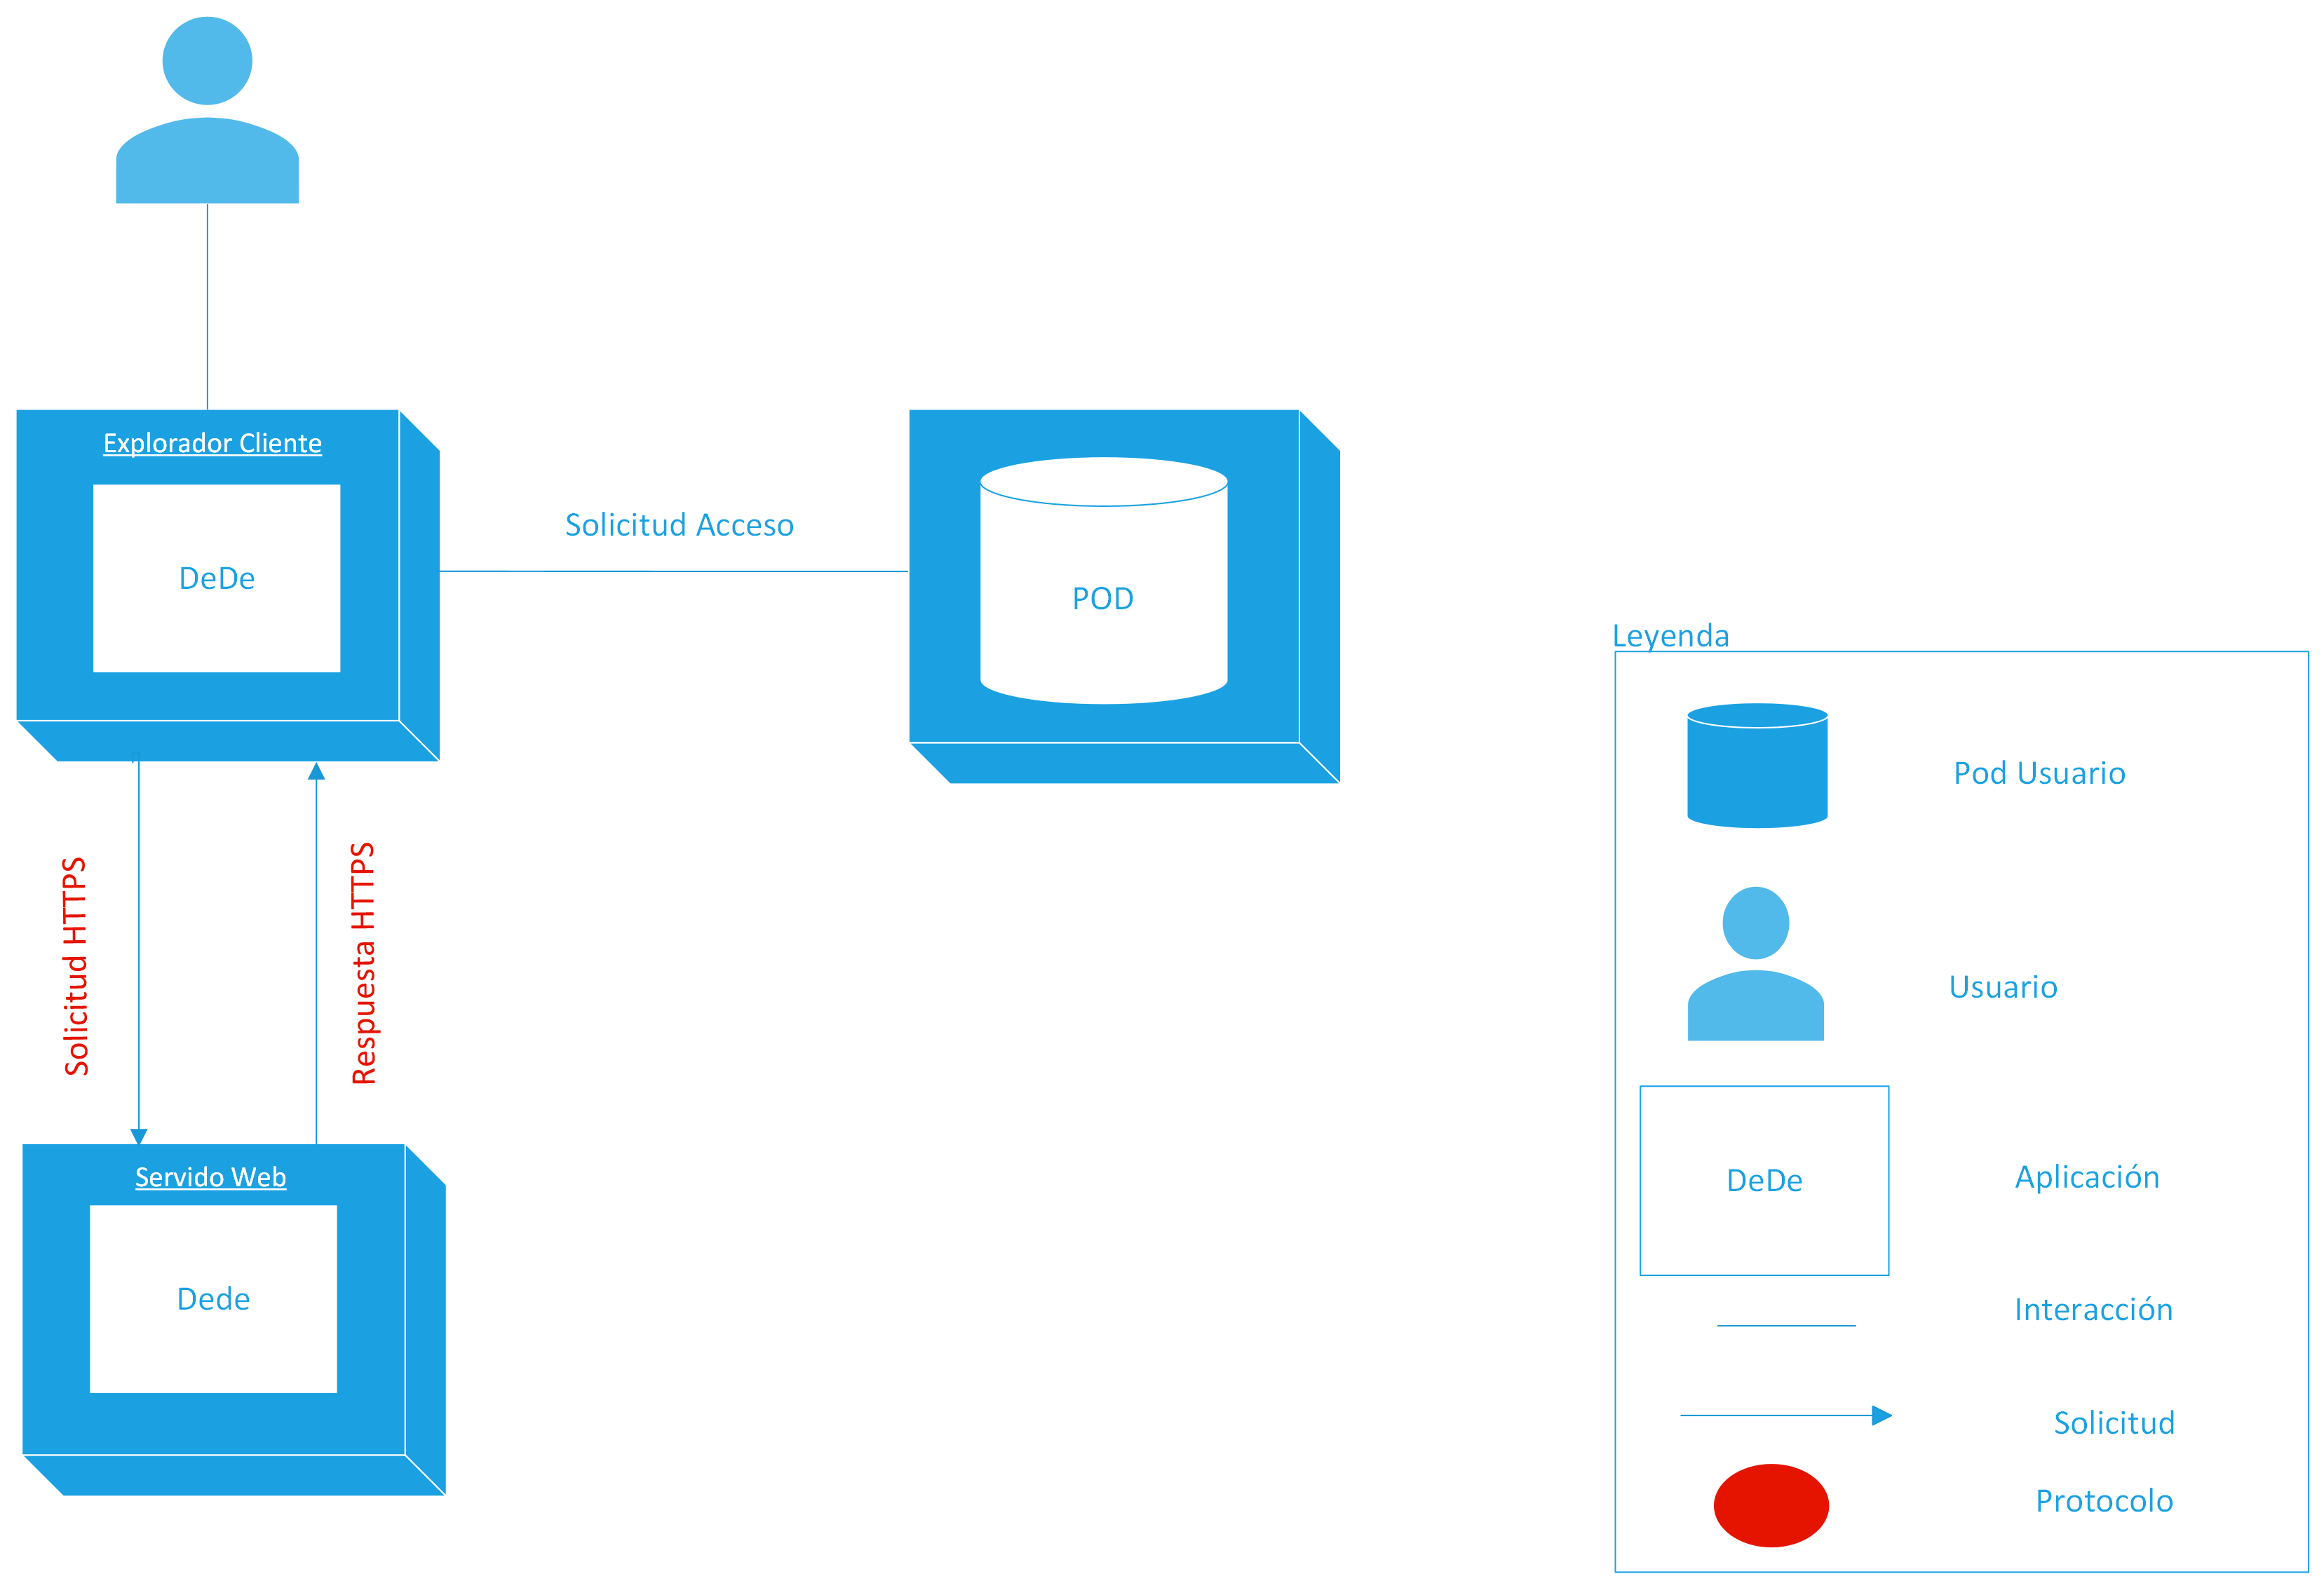 Explorador Cliente
DeDe
Solicitud Acceso
POD
Solicitud HTTPS
Respuesta HTTPS
Servido Web
Dede
Leyenda
Pod Usuario
Usuario
DeDe
Aplicación
Interacción
Solicitud
Protocolo